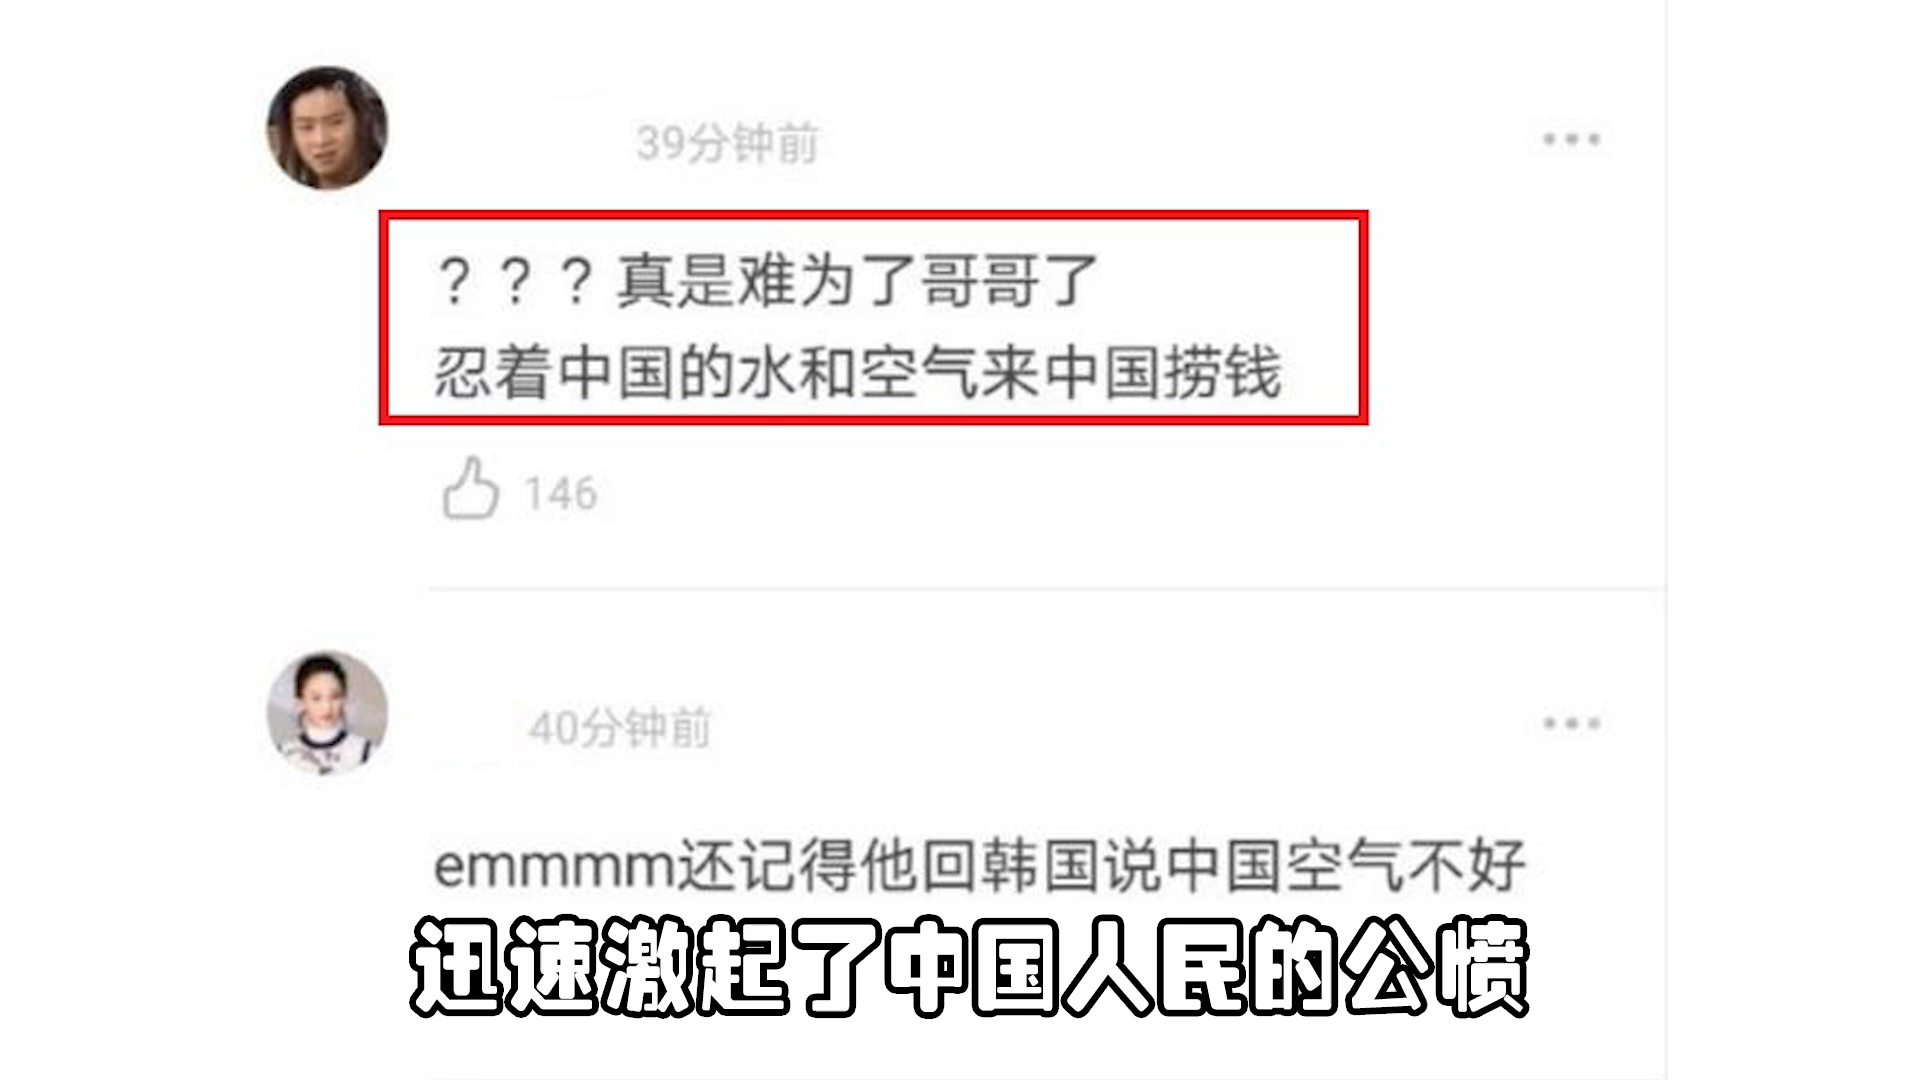 39分钟前
？？？真是难为了哥哥了
忍着中国的水和空气来中国捞钱
146
40分钟前
emmmm还记得他回韩国说中国空气不好
迅速激起了中国人民的公愤